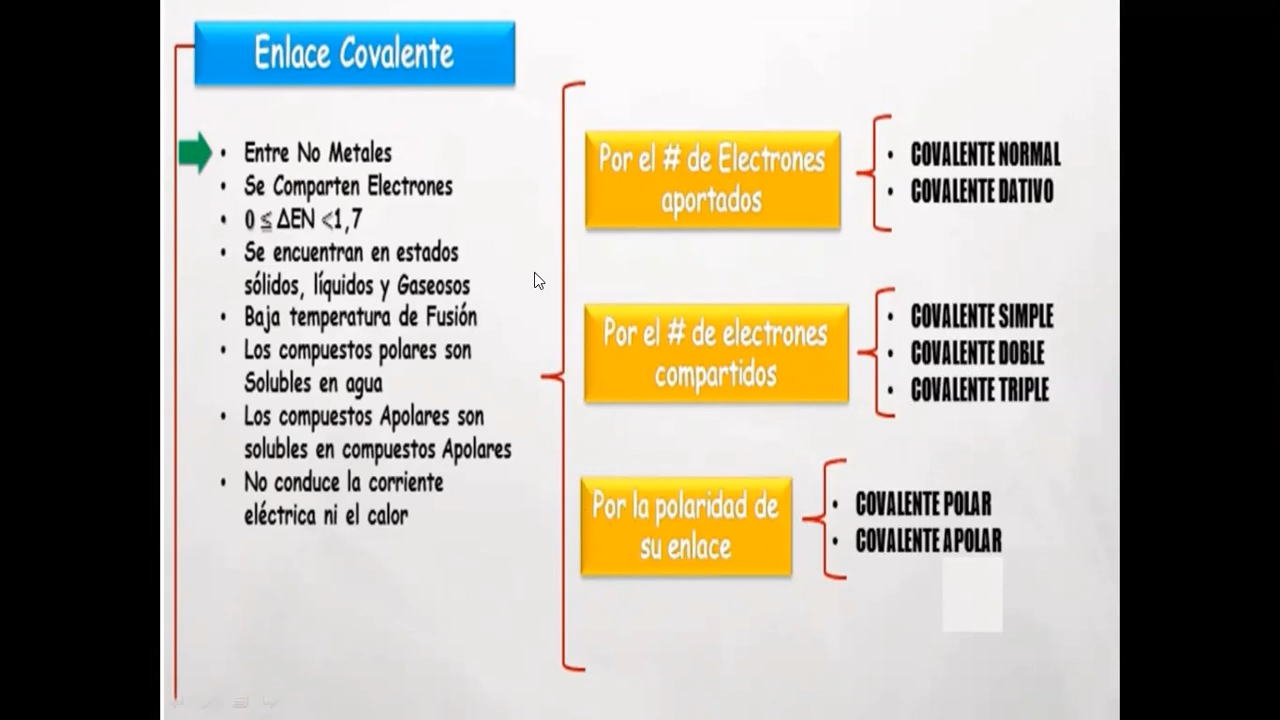 Enlace Covalente
• Entre No Metales
• Se Comparten Electrones
• 0 ≤ ΔEN <1,7
• Se encuentran en estados
sólidos, líquidos y Gaseosos
• Baja temperatura de Fusión
• Los compuestos polares son
Solubles en agua
• Los compuestos Apolares son
solubles en compuestos Apolares
• No conduce la corriente
eléctrica ni el calor
Por el # de Electrones
aportados
• COVALENTE NORMAL
• COVALENTE DATIVO
Por el # de electrones
compartidos
• COVALENTE SIMPLE
• COVALENTE DOBLE
• COVALENTE TRIPLE
Por la polaridad de
su enlace
• COVALENTE POLAR
• COVALENTE APOLAR